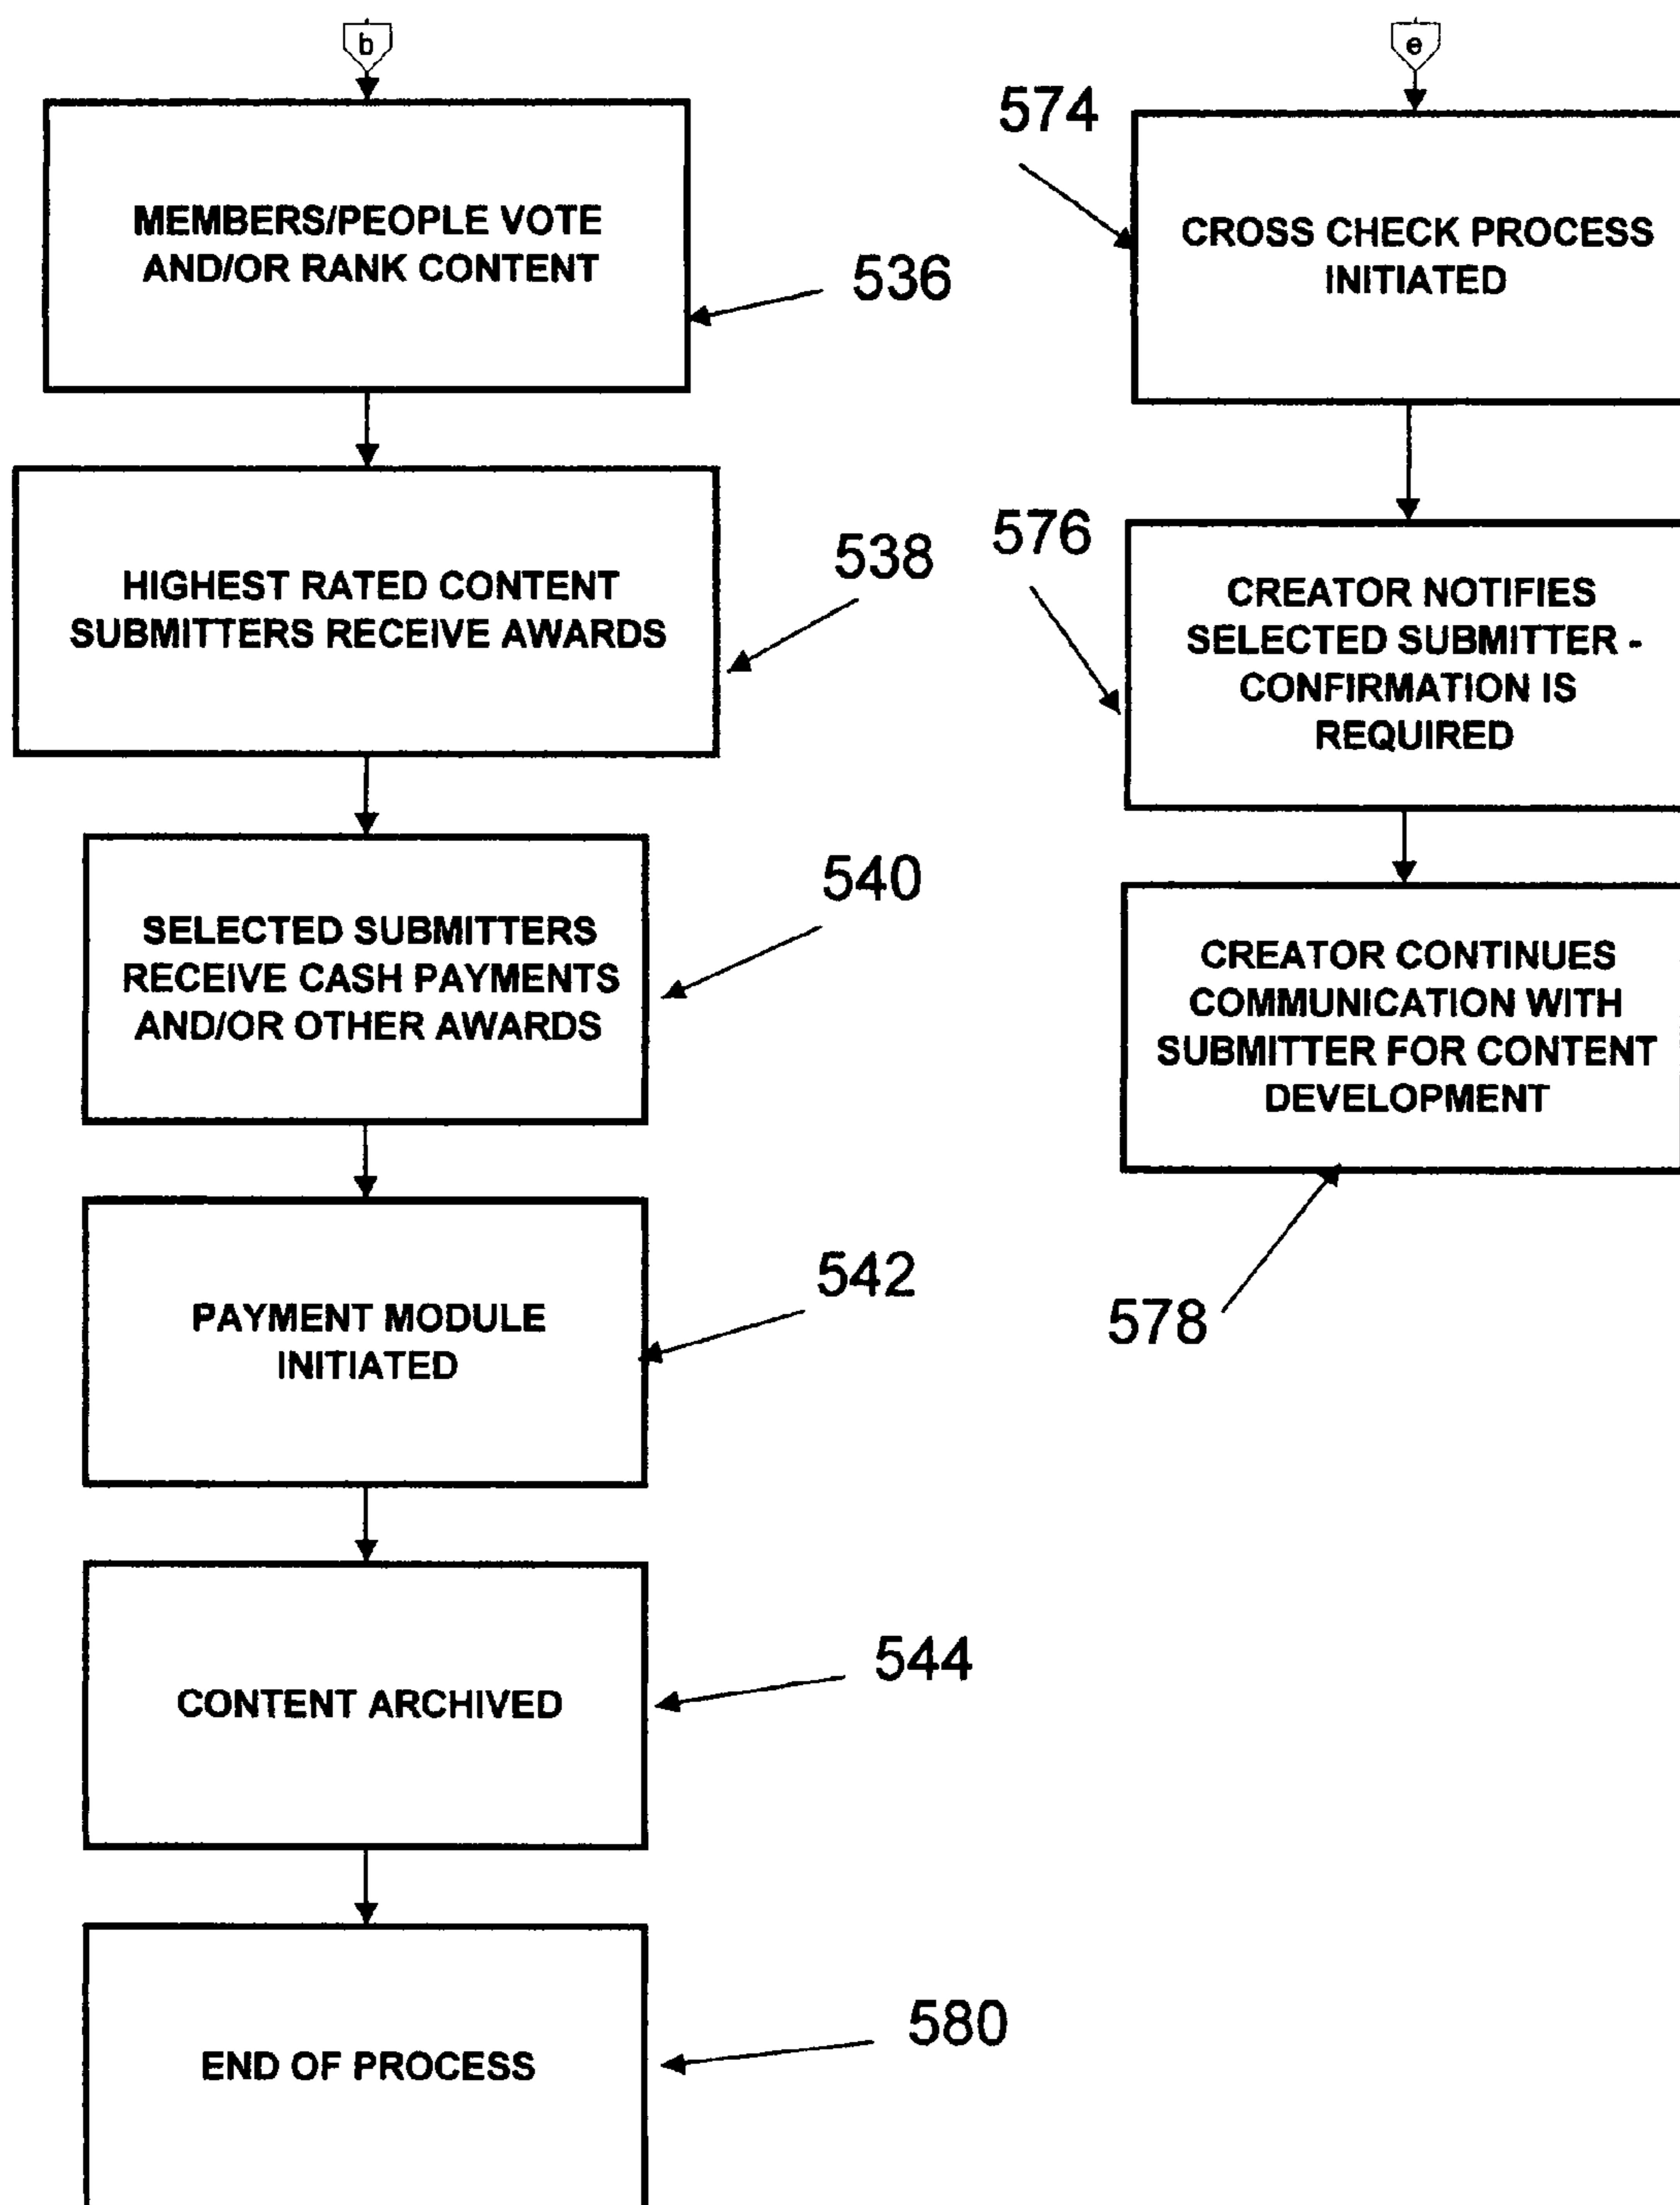 b
MEMBERS/PEOPLE VOTE
AND/OR RANK CONTENT
536
HIGHEST RATED CONTENT
SUBMITTERS RECEIVE AWARDS
538
SELECTED SUBMITTERS
RECEIVE CASH PAYMENTS
AND/OR OTHER AWARDS
540
PAYMENT MODULE
INITIATED
542
CONTENT ARCHIVED
544
END OF PROCESS
580
e
574
CROSS CHECK PROCESS
INITIATED
576
CREATOR NOTIFIES
SELECTED SUBMITTER -
CONFIRMATION IS
REQUIRED
CREATOR CONTINUES
COMMUNICATION WITH
SUBMITTER FOR CONTENT
DEVELOPMENT
578